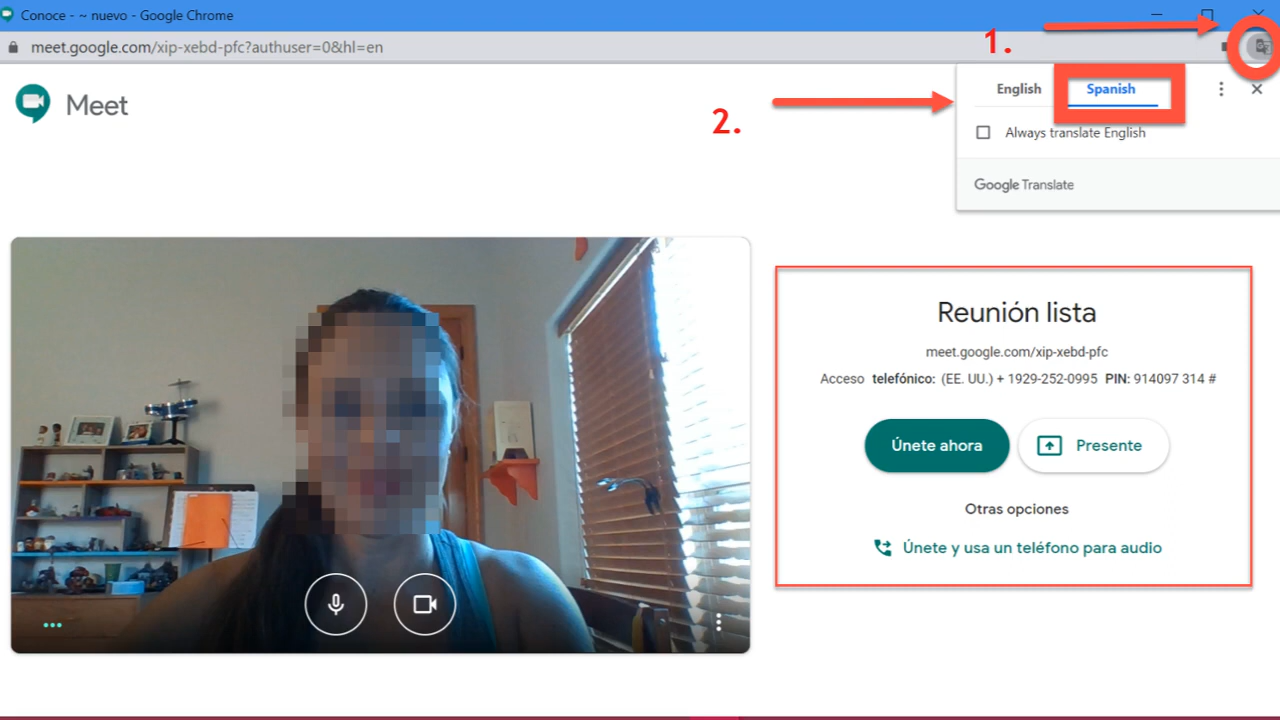 Conoce - ~ nuevo - Google Chrome
meet.google.com/xip-xebd-pfc?authuser=0&hl=en
1.
Meet
English Spanish
2.
Always translate English
Google Translate
Reunión lista
meet.google.com/xip-xebd-pfc
Acceso telefónico: (EE. UU.) + 1929-252-0995 PIN: 914097 314 #
Únete ahora
Presente
Otras opciones
Únete y usa un teléfono para audio